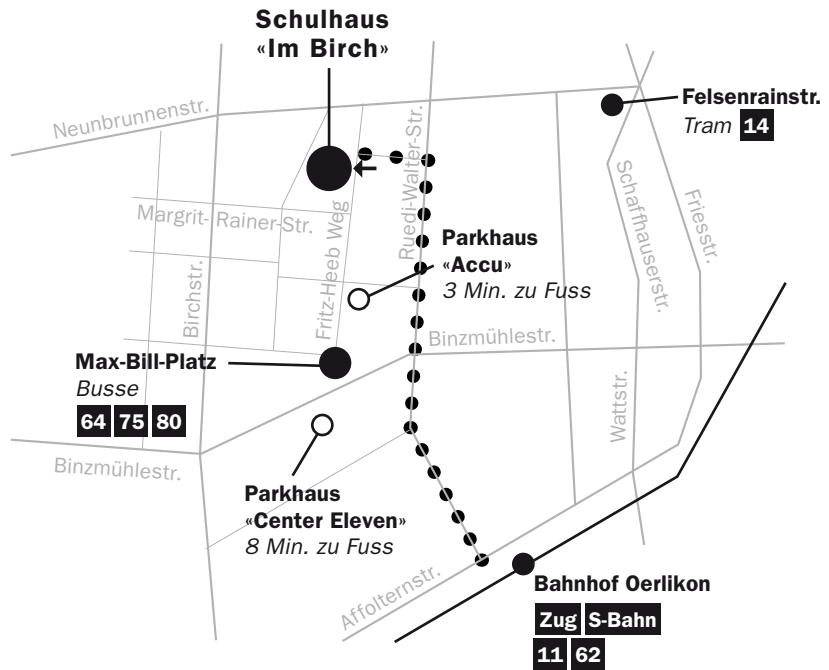 Schulhaus
«Im Birch»
Neunbrunnenstr.
Felsenrainstr.
Tram 14
Ruedi-Walter-Str.
Schaffhauserstr.
Friesstr.
Margrit- Rainer-Str.
Fritz-Heeb Weg
Birchstr.
Parkhaus
«Accu»
3 Min. zu Fuss
Binzmühlestr.
Max-Bill-Platz
Busse
64 75 80
Wattstr.
Binzmühlestr.
Parkhaus
«Center Eleven»
8 Min. zu Fuss
Affolternstr.
Bahnhof Oerlikon
Zug S-Bahn
11 62